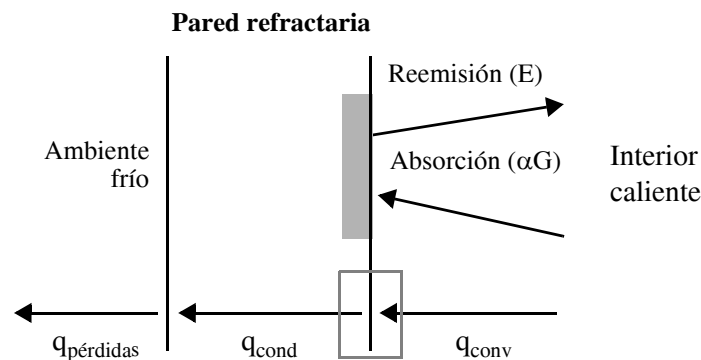 Pared refractaria
Reemisión (E)
Ambiente
frío
Absorción (αG)
Interior
caliente
qpérdidas
qcond
qconv